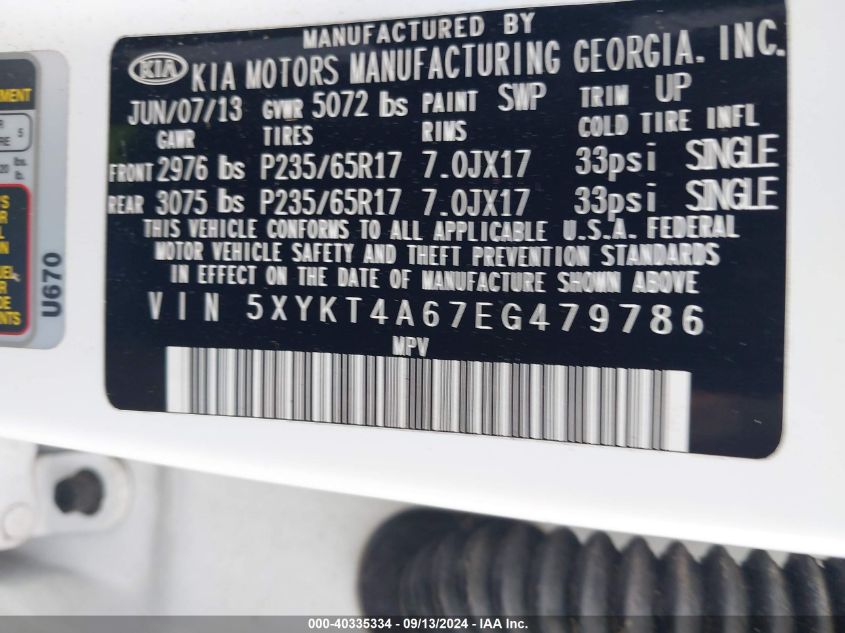 MANUFACTURED BY
KIA KIA MOTORS MANUFACTURING GEORGIA. INC.
JUN/07/13 GVWR 5072 lbs PAINT SWP TRIM UP
GAWR TIRES RIMS COLD TIRE INFL
FRONT 2976 lbs P235/65R17 7.0JX17 33psi SINGLE
REAR 3075 lbs P235/65R17 7.0JX17 33psi SINGLE
THIS VEHICLE CONFORMS TO ALL APPLICABLE U.S.A. FEDERAL
MOTOR VEHICLE SAFETY AND THEFT PREVENTION STANDARDS
IN EFFECT ON THE DATE OF MANUFACTURE SHOWN ABOVE
VIN 5XYKT4A67EG479786
MPV
5
lbs.
U670
000-40335334 / 09/13/2024 - IAA Inc.